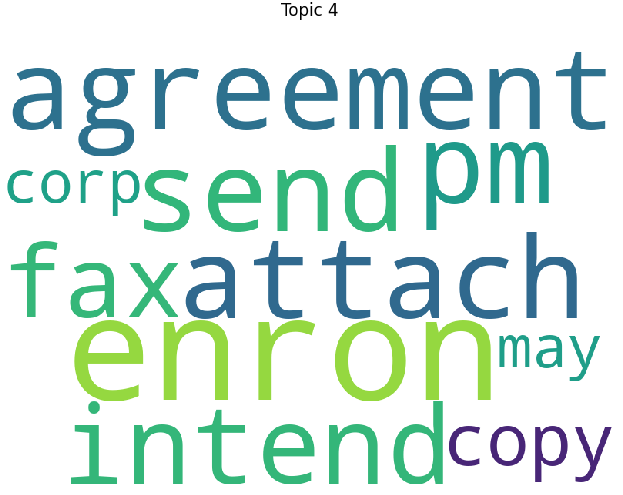 Topic 4
agreement
corp send pm
fax attach
enron may
intend copy